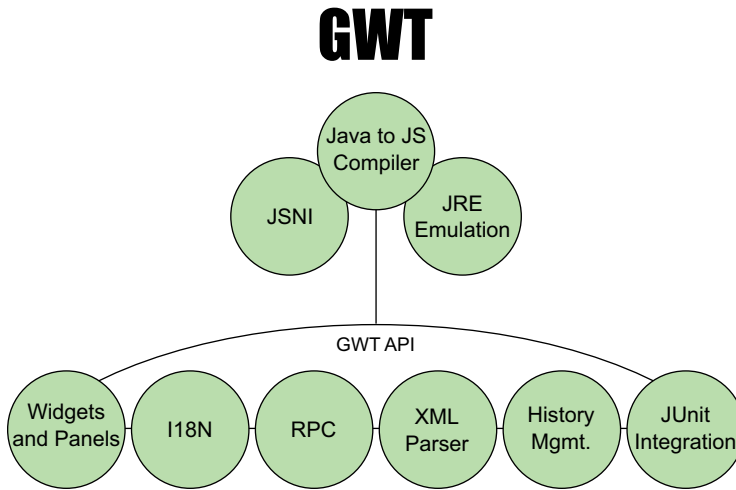 GWT
Java to JS
Compiler
JSNI
JRE
Emulation
GWT API
Widgets
and Panels
I18N
RPC
XML
Parser
History
Mgmt.
JUnit
Integration